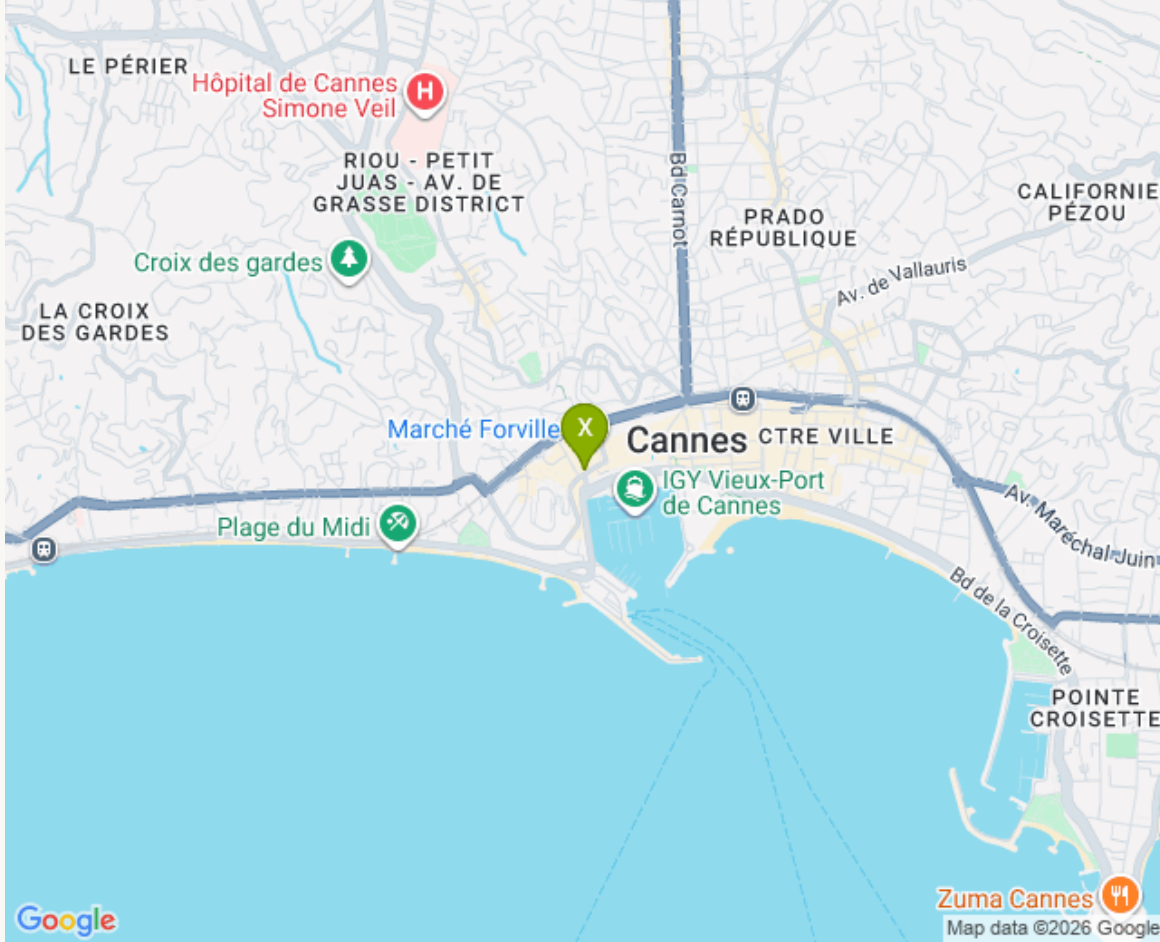 LE PÉRIER
Hôpital de Cannes
Simone Veil
H
RIOU - PETIT
JUAS - AV. DE
GRASSE DISTRICT
Bd Carnot
CALIFORNIE
PÉZOU
PRADO
RÉPUBLIQUE
Croix des gardes
Av. de Vallauris
LA CROIX
DES GARDES
Marché Forville
X
Cannes
CTRE VILLE
IGY Vieux-Port
de Cannes
Plage du Midi
Av. Maréchal Juin
Bd de la Croisette
POINTE
CROISETTE
Zuma Cannes
Google
Map data ©2026 Google